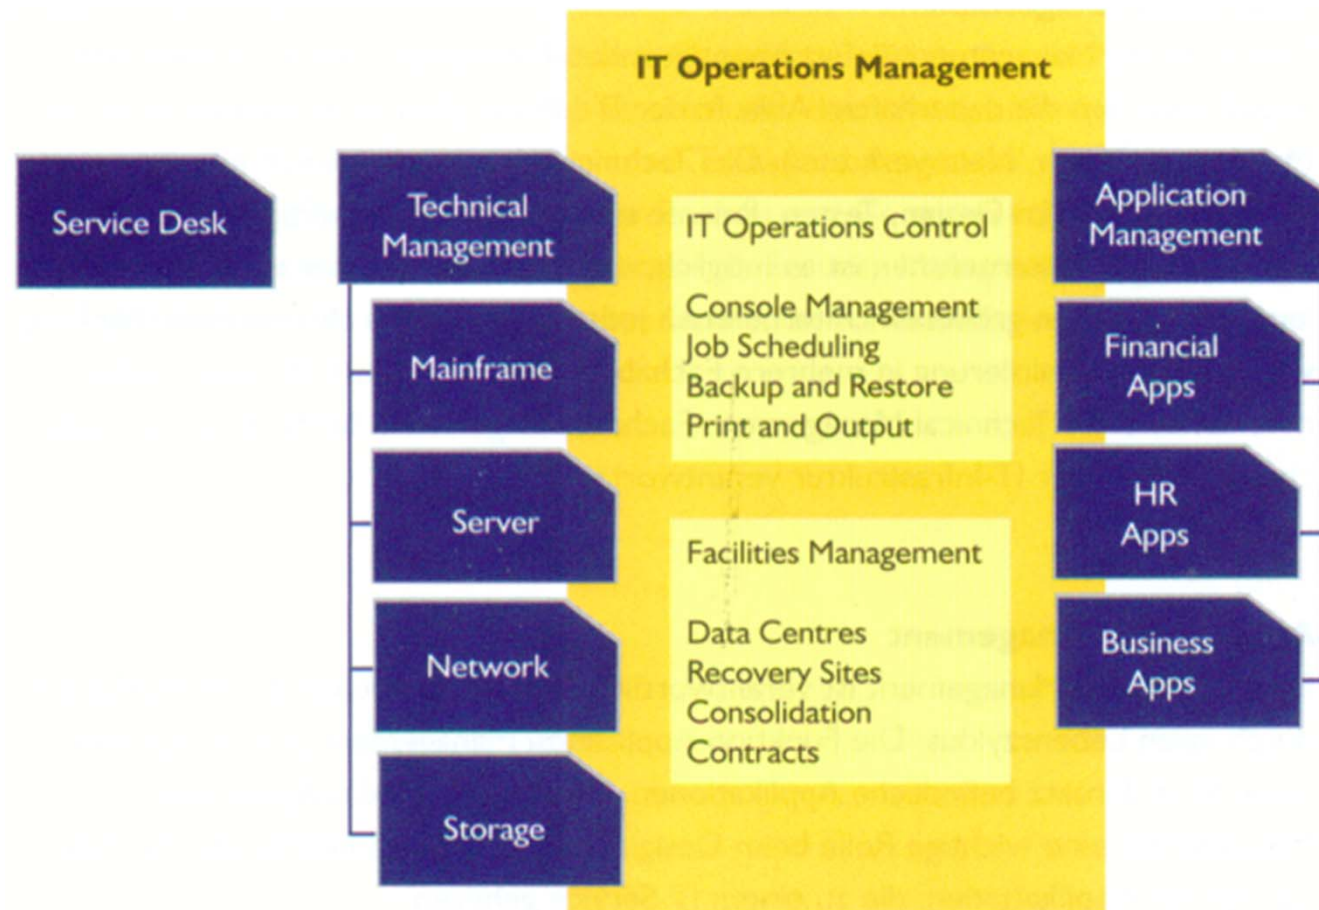 IT Operations Management
Service Desk
Technical
Management
Mainframe
Server
Network
Storage
IT Operations Control
Console Management
Job Scheduling
Backup and Restore
Print and Output
Facilities Management
Data Centres
Recovery Sites
Consolidation
Contracts
Application
Management
Financial
Apps
HR
Apps
Business
Apps